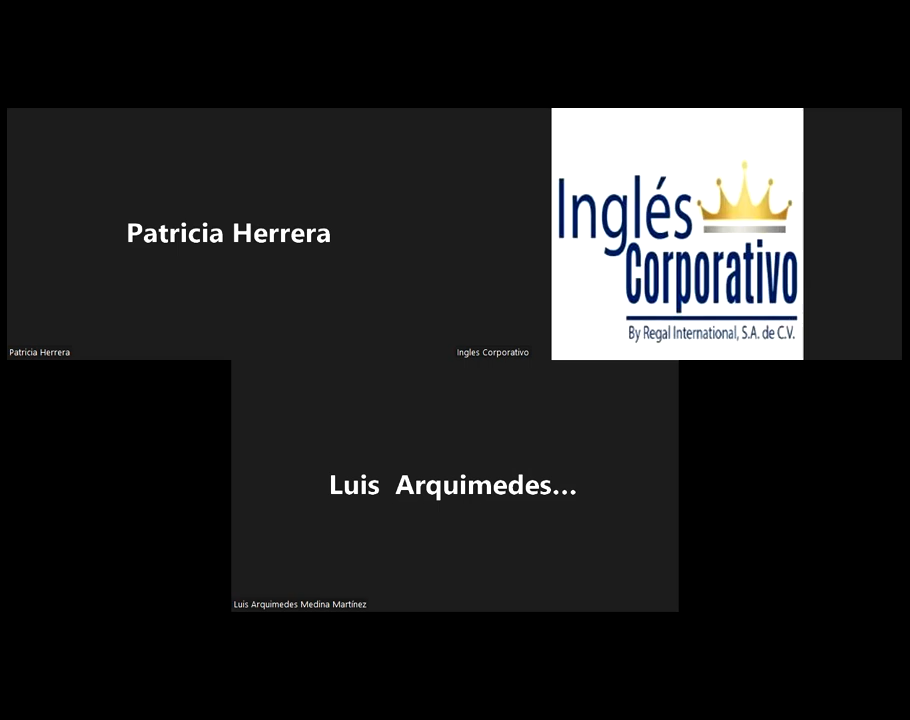 Patricia Herrera
Patricia Herrera
Inglés
Corporativo
By Regal International, S.A. de C.V.
Ingles Corporativo
Luis Arquimedes...
Luis Arquimedes Medina Martínez